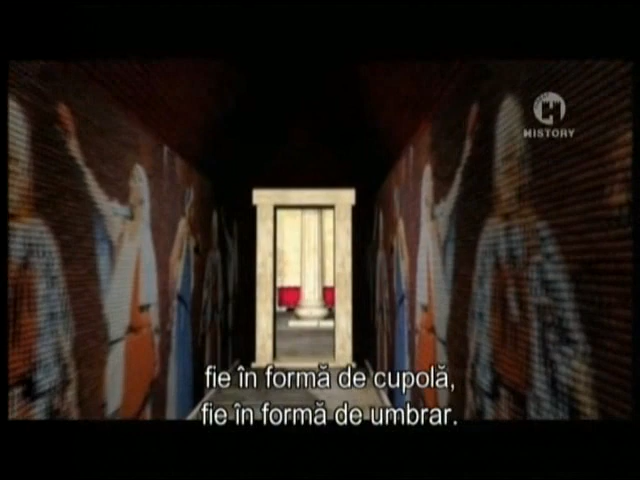 HISTORY
fie în formă de cupolă,
fie în formă de umbrar.